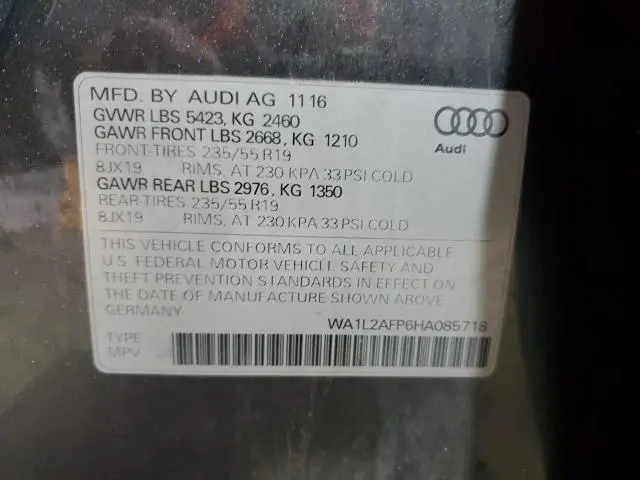 MFD. BY AUDI AG 11 16
GVWR LBS 5423, KG 2460
GAWR FRONT LBS 2668, KG 1210
FRONT-TIRES 235/55 R19
8JX19 RIMS, AT 230 KPA 33 PSI COLD
GAWR REAR LBS 2976, KG 1350
REAR-TIRES 235/55 R19
8JX19 RIMS, AT 230 KPA 33 PSI COLD
Audi
THIS VEHICLE CONFORMS TO ALL APPLICABLE
U.S. FEDERAL MOTOR VEHICLE SAFETY AND
THEFT PREVENTION STANDARDS IN EFFECT ON
THE DATE OF MANUFACTURE SHOWN ABOVE
GERMANY
WA1L2AFP6HA085718
TYPE
MPV